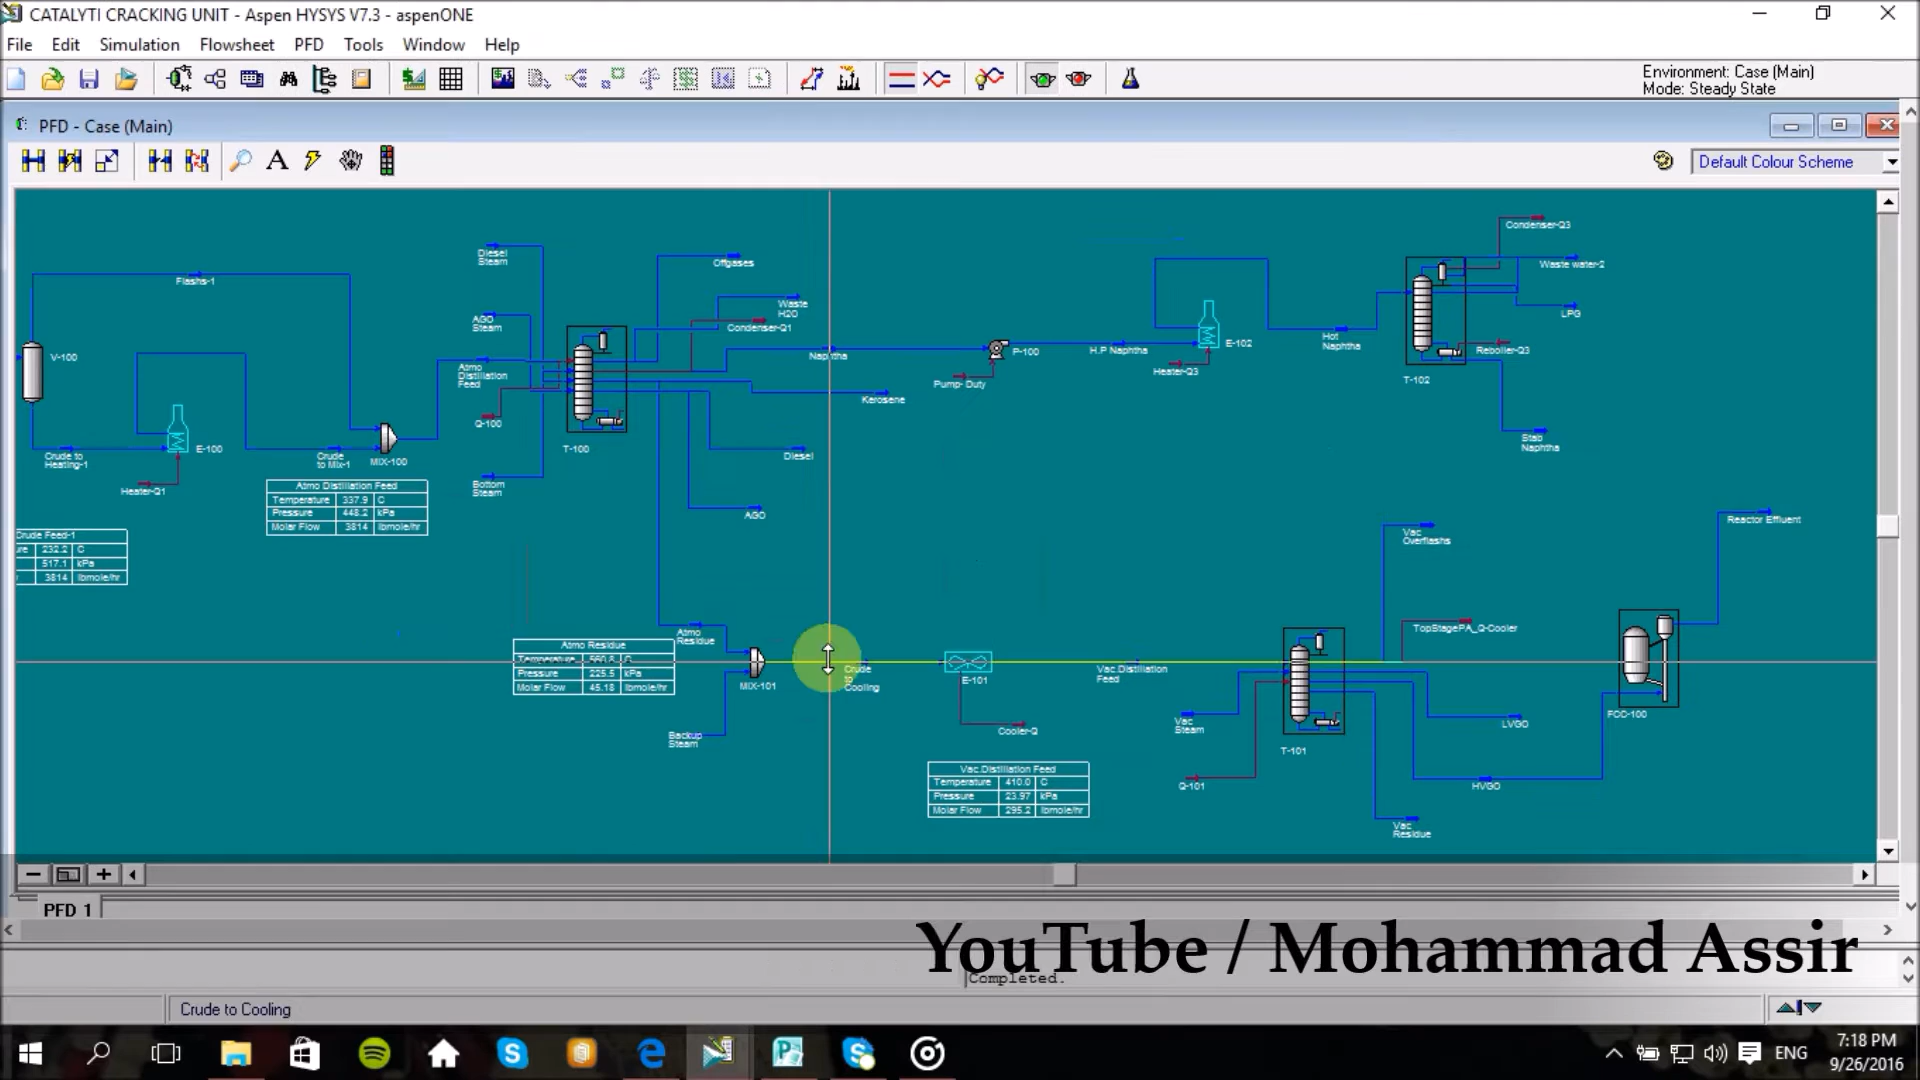 CATALYTI CRACKING UNIT - Aspen HYSYS V7.3 - aspenONE
File Edit Simulation Flowsheet PFD Tools Window Help
Environment: Case (Main)
Mode: Steady State
PFD - Case (Main)
Default Colour Scheme
Condenser-Q3
Diesel
Steam
Offgases
Waste water-2
Flashs-1
Waste
H2O
AGO
Steam
Condenser-Q1
LPG
V-100
Naphtha
P-100
H.P Naphtha
E-102
Hot
Naphtha
Reboiler-Q3
Atmo
Distillation
Feed
Pump- Duty
Heater-Q3
T-102
Kerosene
Q-100
Crude to
Heating-1
E-100
Crude
to Mix-1
MIX-100
T-100
Diesel
Stab
Naphtha
Heater-Q1
Atmo Distillation Feed
Temperature 337.9 C
Pressure 448.2 kPa
Molar Flow 3814 lbmole/hr
Bottom
Steam
AGO
Reactor Effluent
Crude Feed-1
ure 232.2 C
517.1 kPa
3814 lbmole/hr
Vac
Overflashs
Atmo
Residue
TopStagePA_Q-Cooler
Atmo Residue
Temperature C
Pressure 225.5 kPa
Molar Flow 45.18 lbmole/hr
MIX-101
Crude
to
Cooling
E-101
Vac.Distillation
Feed
Backup
Steam
Cooler-Q
Vac
Steam
T-101
LVGO
FCC-100
Vac.Distillation Feed
Temperature 410.0 C
Pressure 23.97 kPa
Molar Flow 295.2 lbmole/hr
Q-101
HVGO
Vac
Residue
PFD 1
YouTube / Mohammad Assir
Completed.
Crude to Cooling
ENG
7:18 PM
9/26/2016